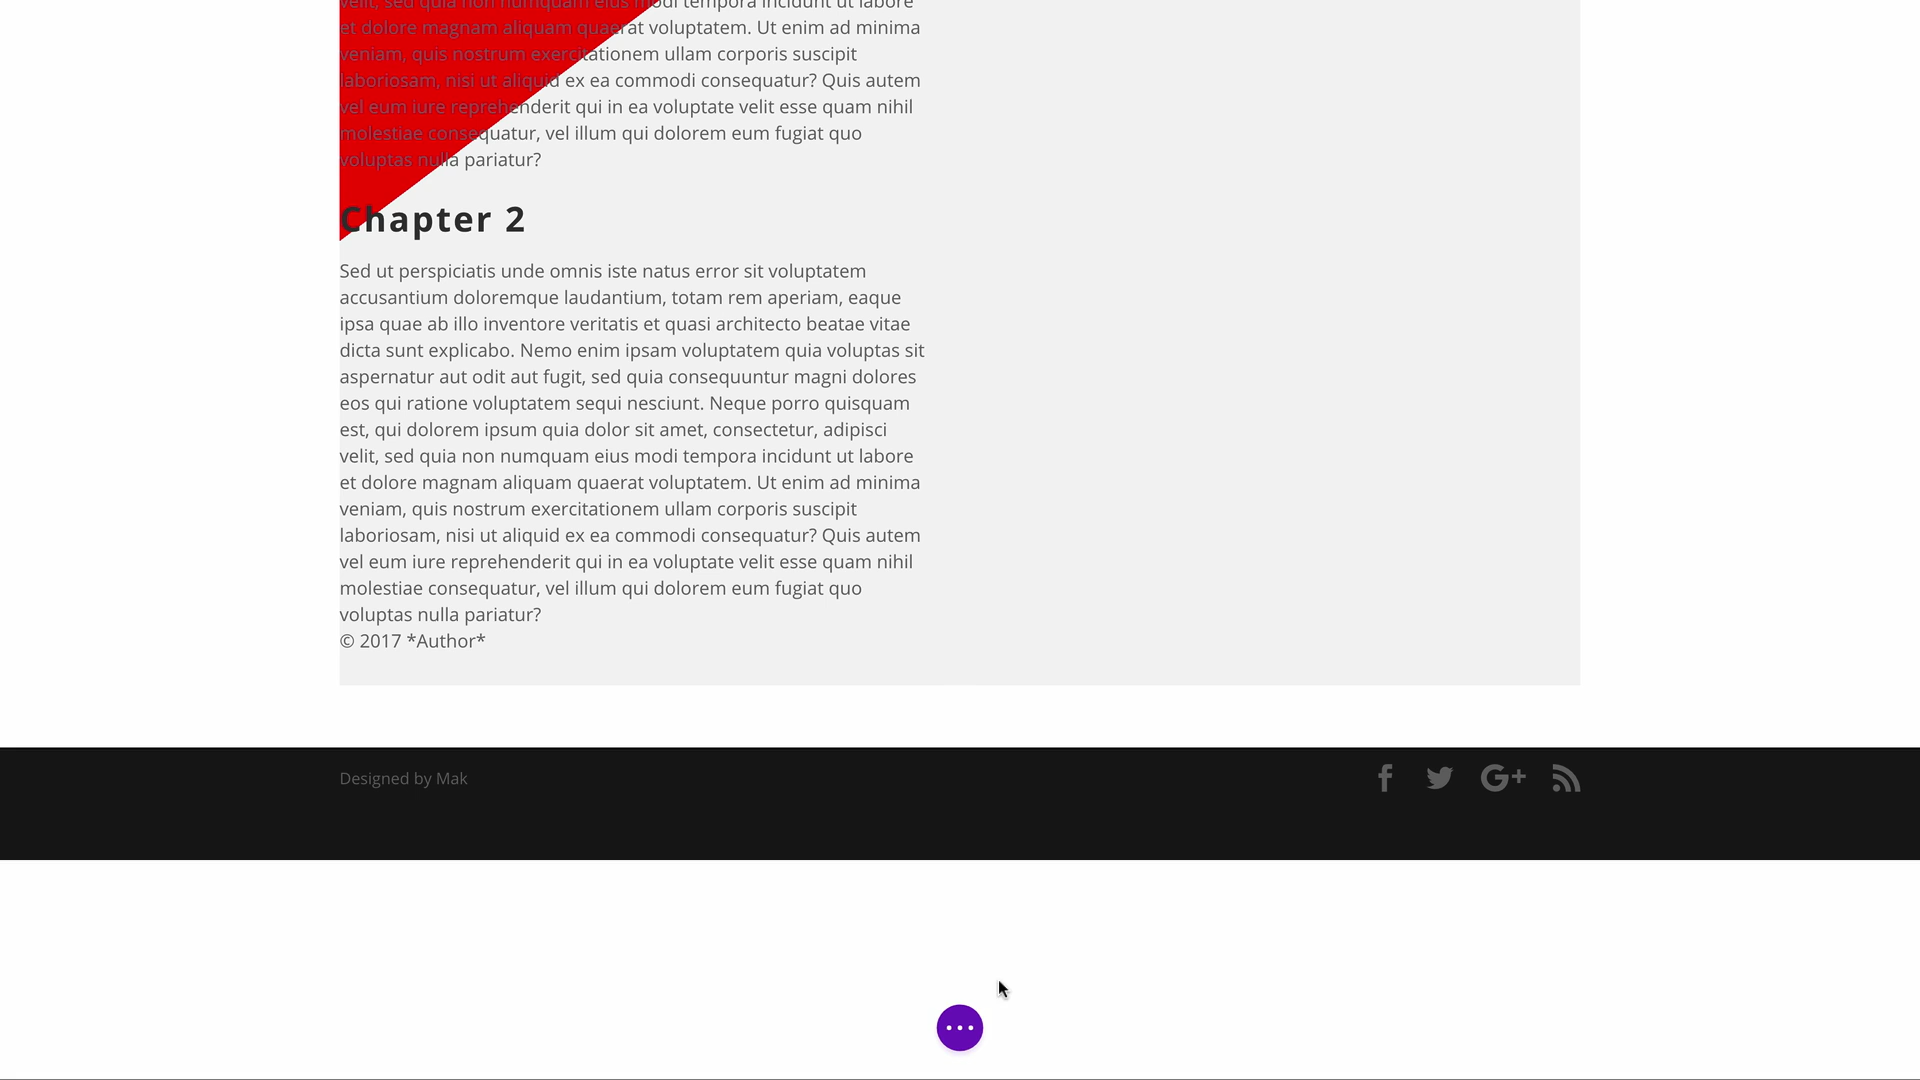 velit, sed quia non numquam eius modi tempora incidunt ut labore
et dolore magnam aliquam quaerat voluptatem. Ut enim ad minima
veniam, quis nostrum exercitationem ullam corporis suscipit
laboriosam, nisi ut aliquid ex ea commodi consequatur? Quis autem
vel eum iure reprehenderit qui in ea voluptate velit esse quam nihil
molestiae consequatur, vel illum qui dolorem eum fugiat quo
voluptas nulla pariatur?
Chapter 2
Sed ut perspiciatis unde omnis iste natus error sit voluptatem
accusantium doloremque laudantium, totam rem aperiam, eaque
ipsa quae ab illo inventore veritatis et quasi architecto beatae vitae
dicta sunt explicabo. Nemo enim ipsam voluptatem quia voluptas sit
aspernatur aut odit aut fugit, sed quia consequuntur magni dolores
eos qui ratione voluptatem sequi nesciunt. Neque porro quisquam
est, qui dolorem ipsum quia dolor sit amet, consectetur, adipisci
velit, sed quia non numquam eius modi tempora incidunt ut labore
et dolore magnam aliquam quaerat voluptatem. Ut enim ad minima
veniam, quis nostrum exercitationem ullam corporis suscipit
laboriosam, nisi ut aliquid ex ea commodi consequatur? Quis autem
vel eum iure reprehenderit qui in ea voluptate velit esse quam nihil
molestiae consequatur, vel illum qui dolorem eum fugiat quo
voluptas nulla pariatur?
© 2017 *Author*
Designed by Mak